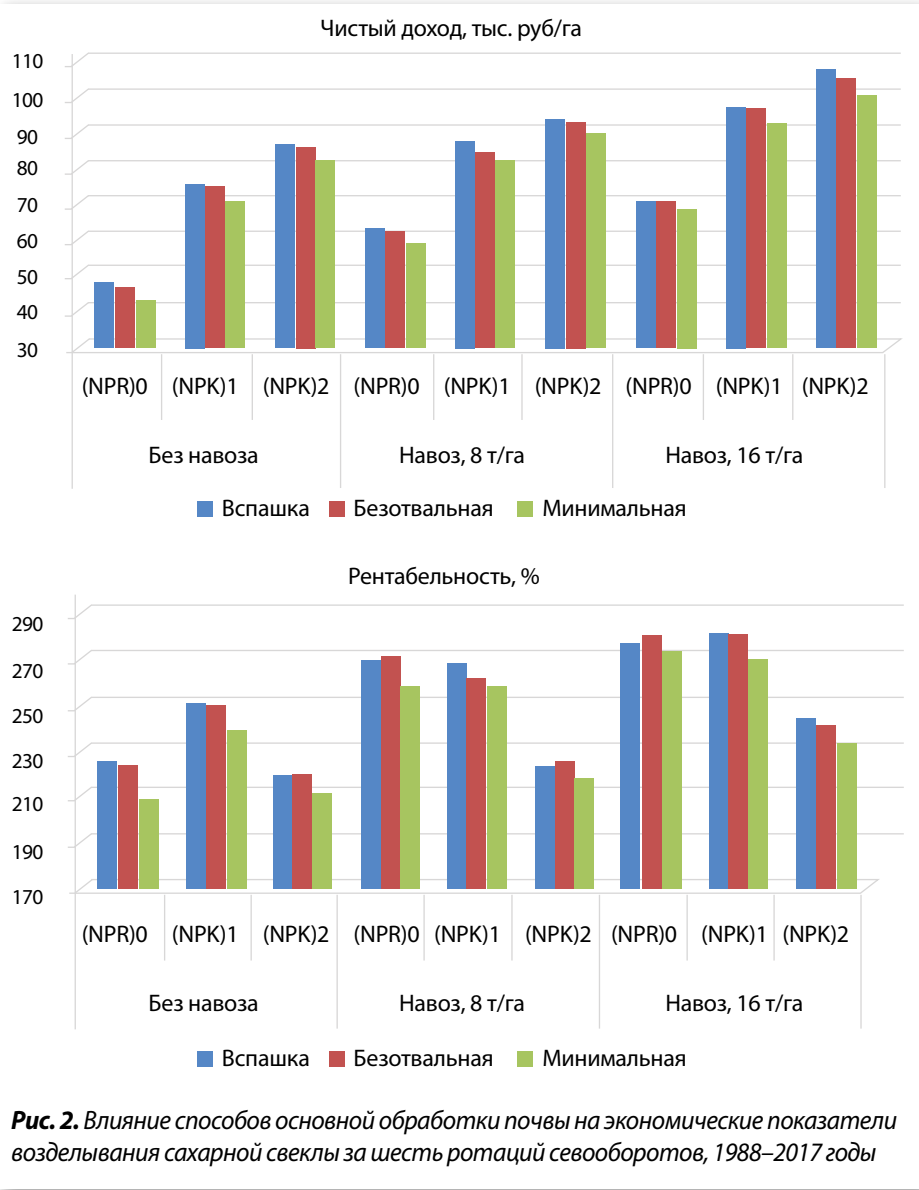 Чистый доход, тыс. руб/га
110
100
90
80
70
60
50
40
30
(NPR)0 (NPK)1 (NPK)2 (NPR)0 (NPK)1 (NPK)2 (NPR)0 (NPK)1 (NPK)2
Без навоза Навоз, 8 т/га Навоз, 16 т/га
Вспашка Безотвальная Минимальная
Рентабельность, %
290
270
250
230
210
190
170
(NPR)0 (NPK)1 (NPK)2 (NPR)0 (NPK)1 (NPK)2 (NPR)0 (NPK)1 (NPK)2
Без навоза Навоз, 8 т/га Навоз, 16 т/га
Вспашка Безотвальная Минимальная
Рис. 2. Влияние способов основной обработки почвы на экономические показатели
возделывания сахарной свеклы за шесть ротаций севооборотов, 1988–2017 годы